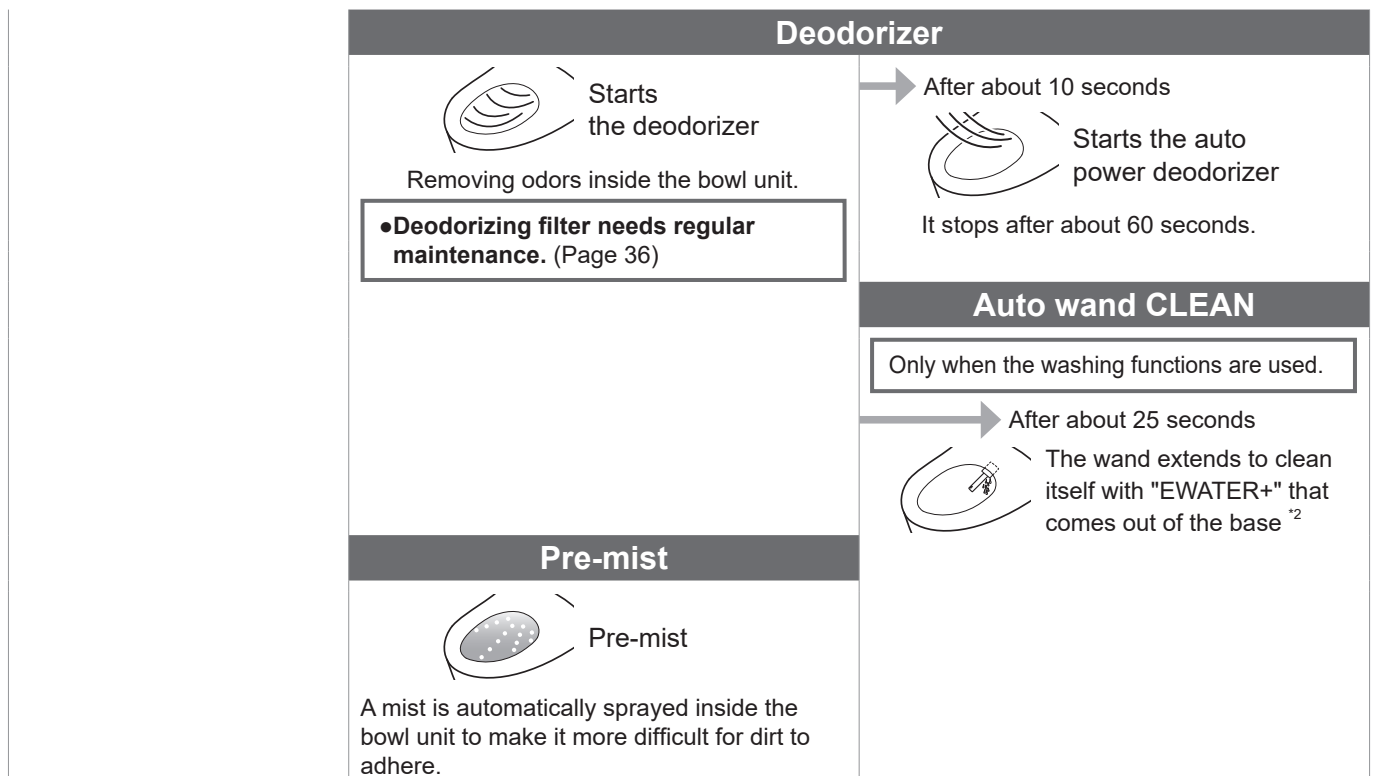 Deodorizer
Starts
the deodorizer
Removing odors inside the bowl unit.
●Deodorizing filter needs regular
maintenance. (Page 36)
After about 10 seconds
Starts the auto
power deodorizer
It stops after about 60 seconds.
Auto wand CLEAN
Only when the washing functions are used.
After about 25 seconds
The wand extends to clean
itself with "EWATER+" that
comes out of the base *2
Pre-mist
Pre-mist
A mist is automatically sprayed inside the
bowl unit to make it more difficult for dirt to
adhere.